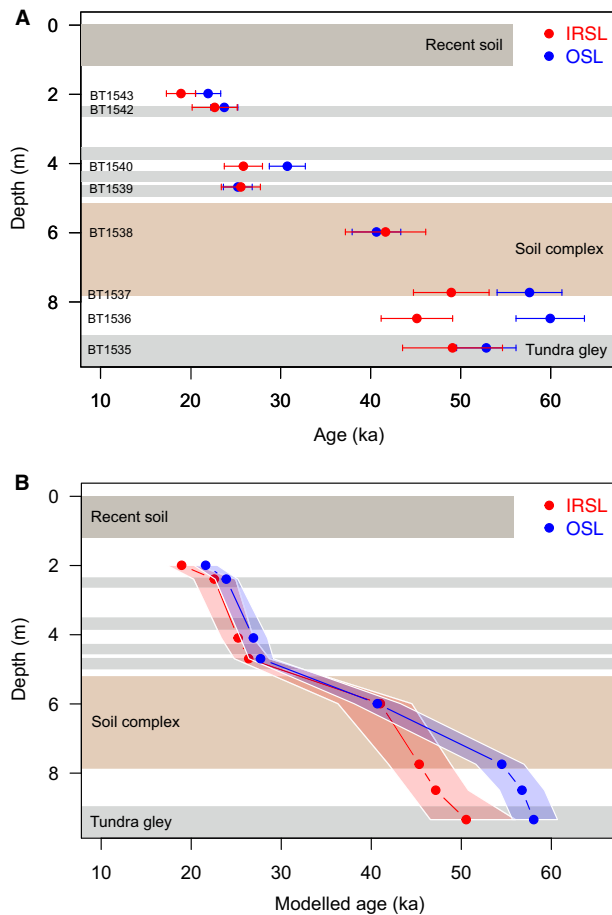 A
0
Recent soil
IRSL
OSL
BT1543
2
BT1542
BT1540
4
BT1539
BT1538
6
Soil complex
BT1537
8
BT1536
BT1535
Tundra gley
Depth (m)
10 20 30 40 50 60
Age (ka)
B
0
Recent soil
IRSL
OSL
2
4
6
Soil complex
8
Tundra gley
Depth (m)
10 20 30 40 50 60
Modelled age (ka)